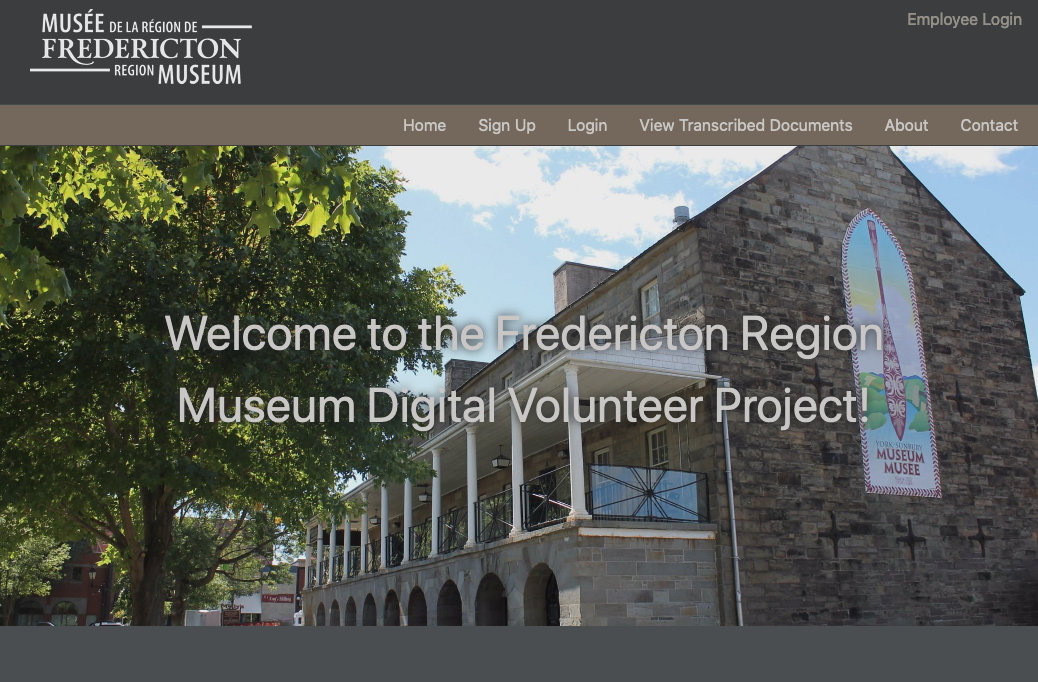 MUSÉE DE LA RÉGION DE
FREDERICTON
REGION MUSEUM
Employee Login
Home Sign Up Login View Transcribed Documents About Contact
Welcome to the Fredericton Region
Museum Digital Volunteer Project!
YORK-SUNBURY
MUSEUM
MUSÉE